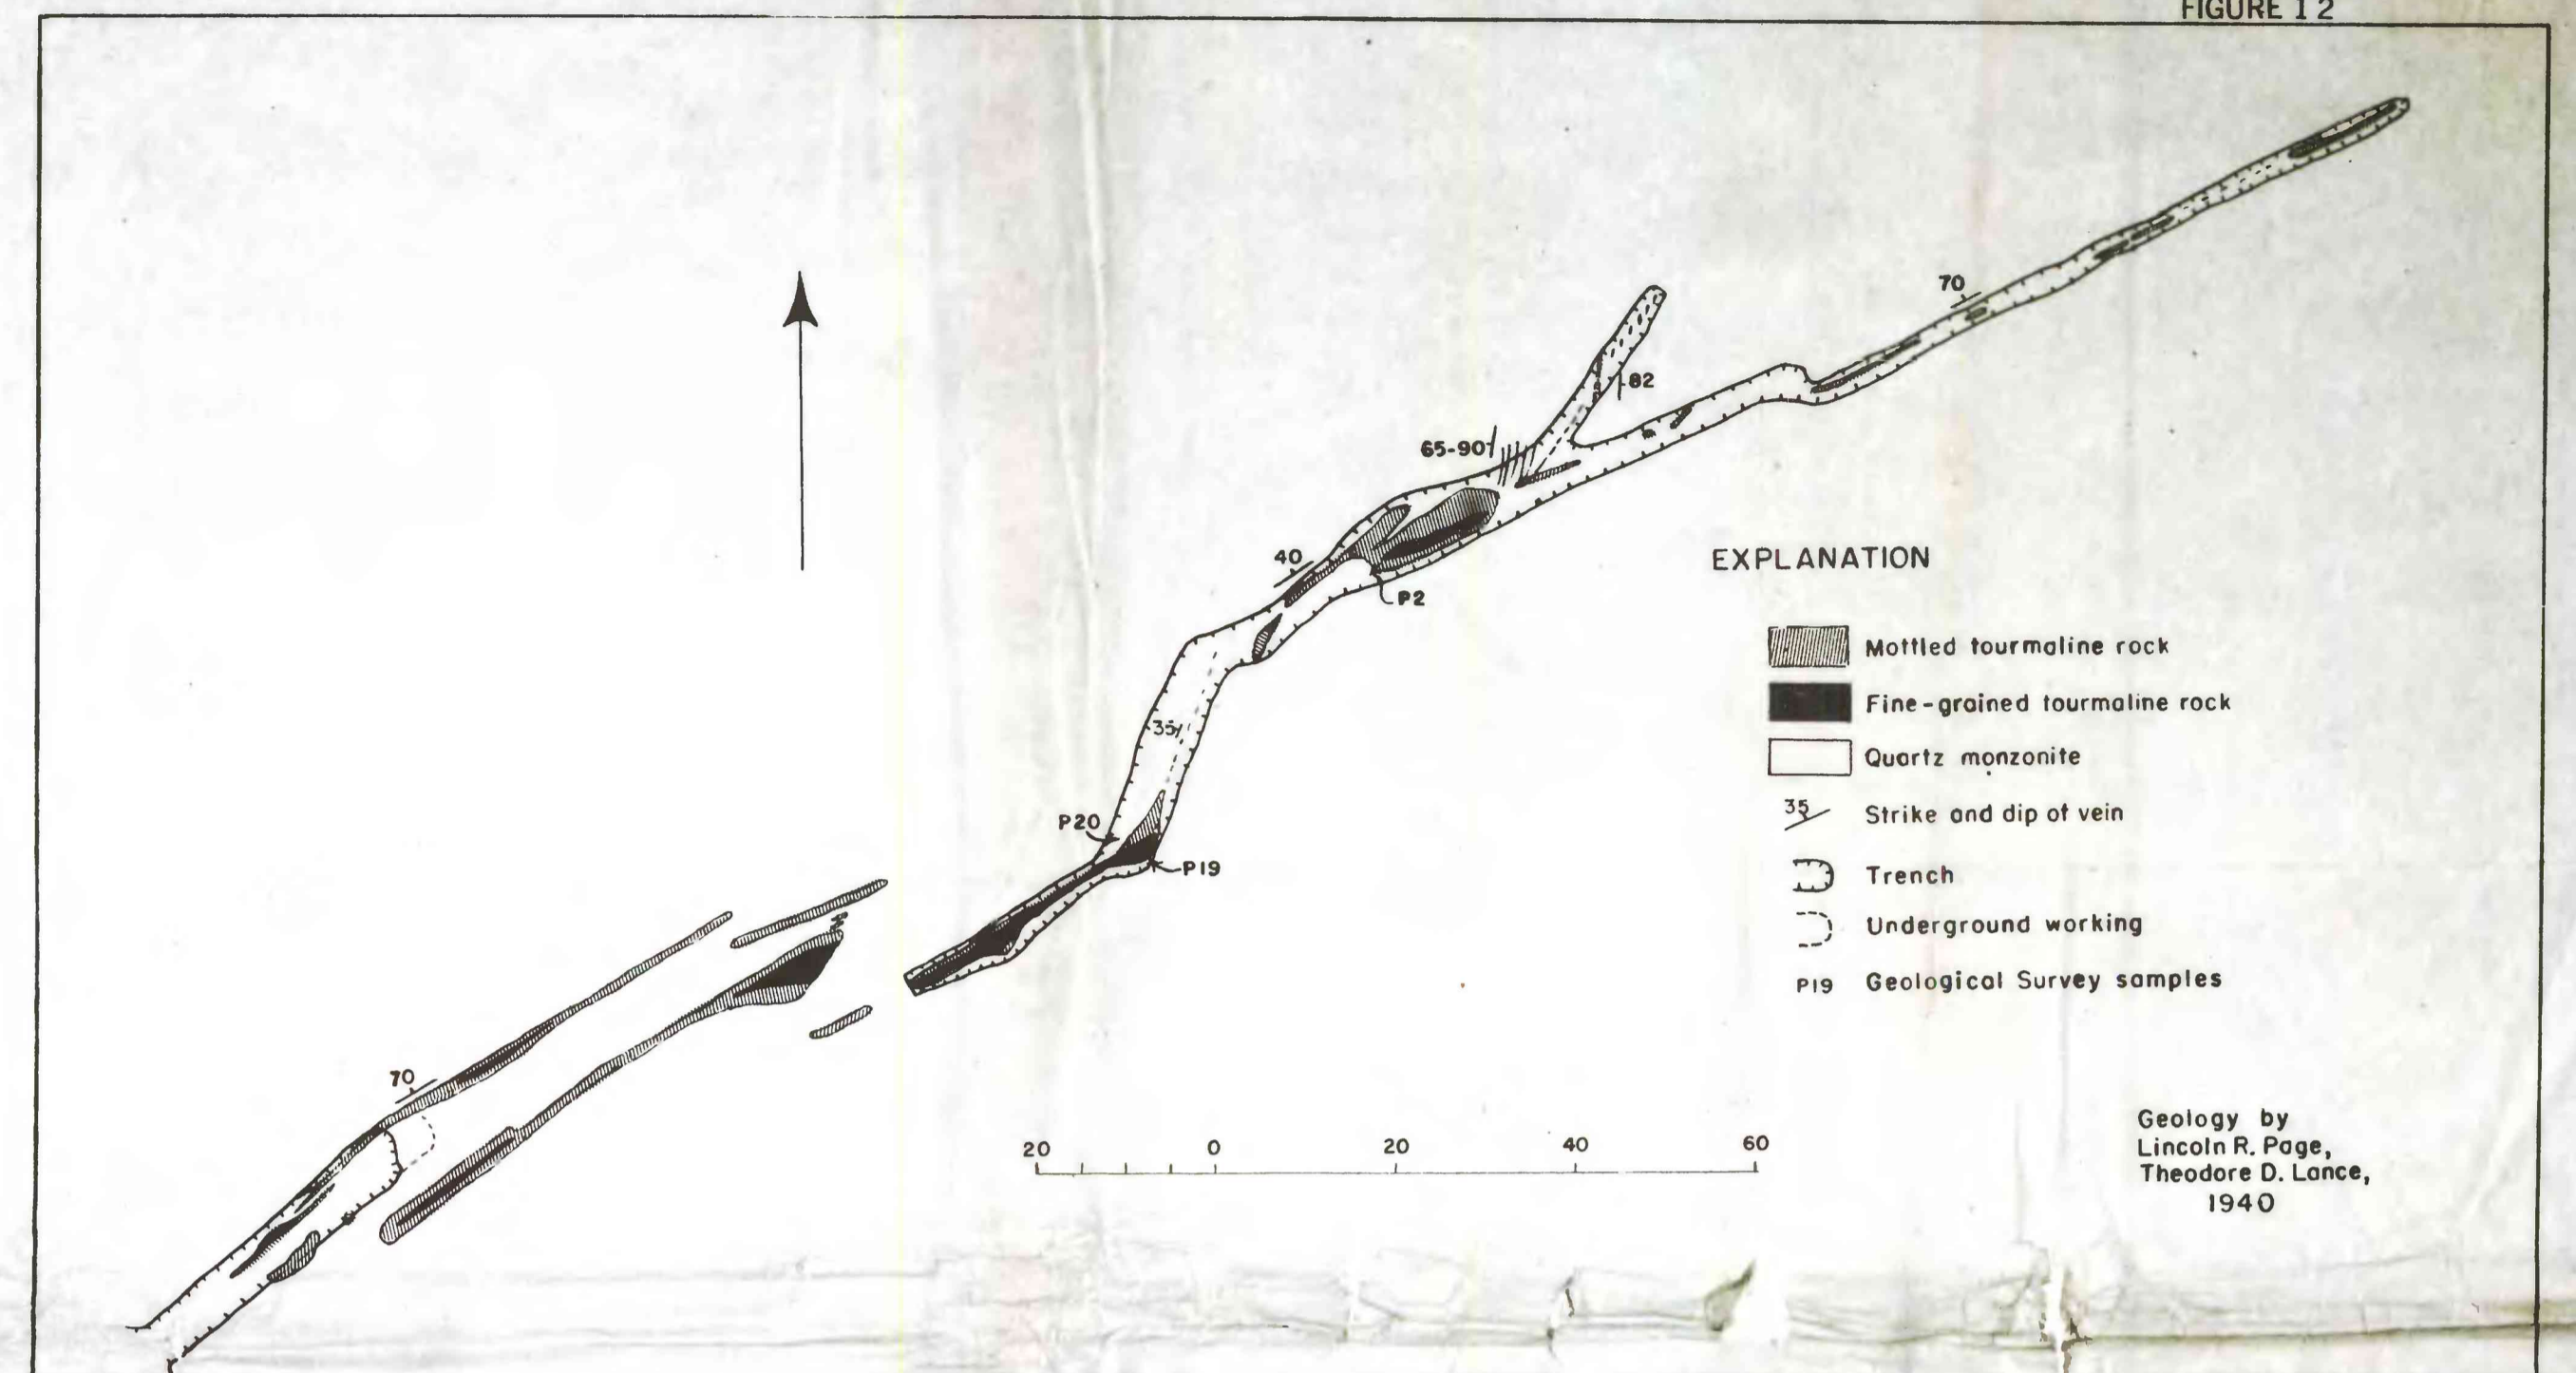 FIGURE 12
70
82
65-90
40
P2
35
P20
P19
70
EXPLANATION
Mottled tourmaline rock
Fine-grained tourmaline rock
Quartz monzonite
35 Strike and dip of vein
Trench
Underground working
P19 Geological Survey samples
20 0 20 40 60
Geology by
Lincoln R. Page,
Theodore D. Lance,
1940